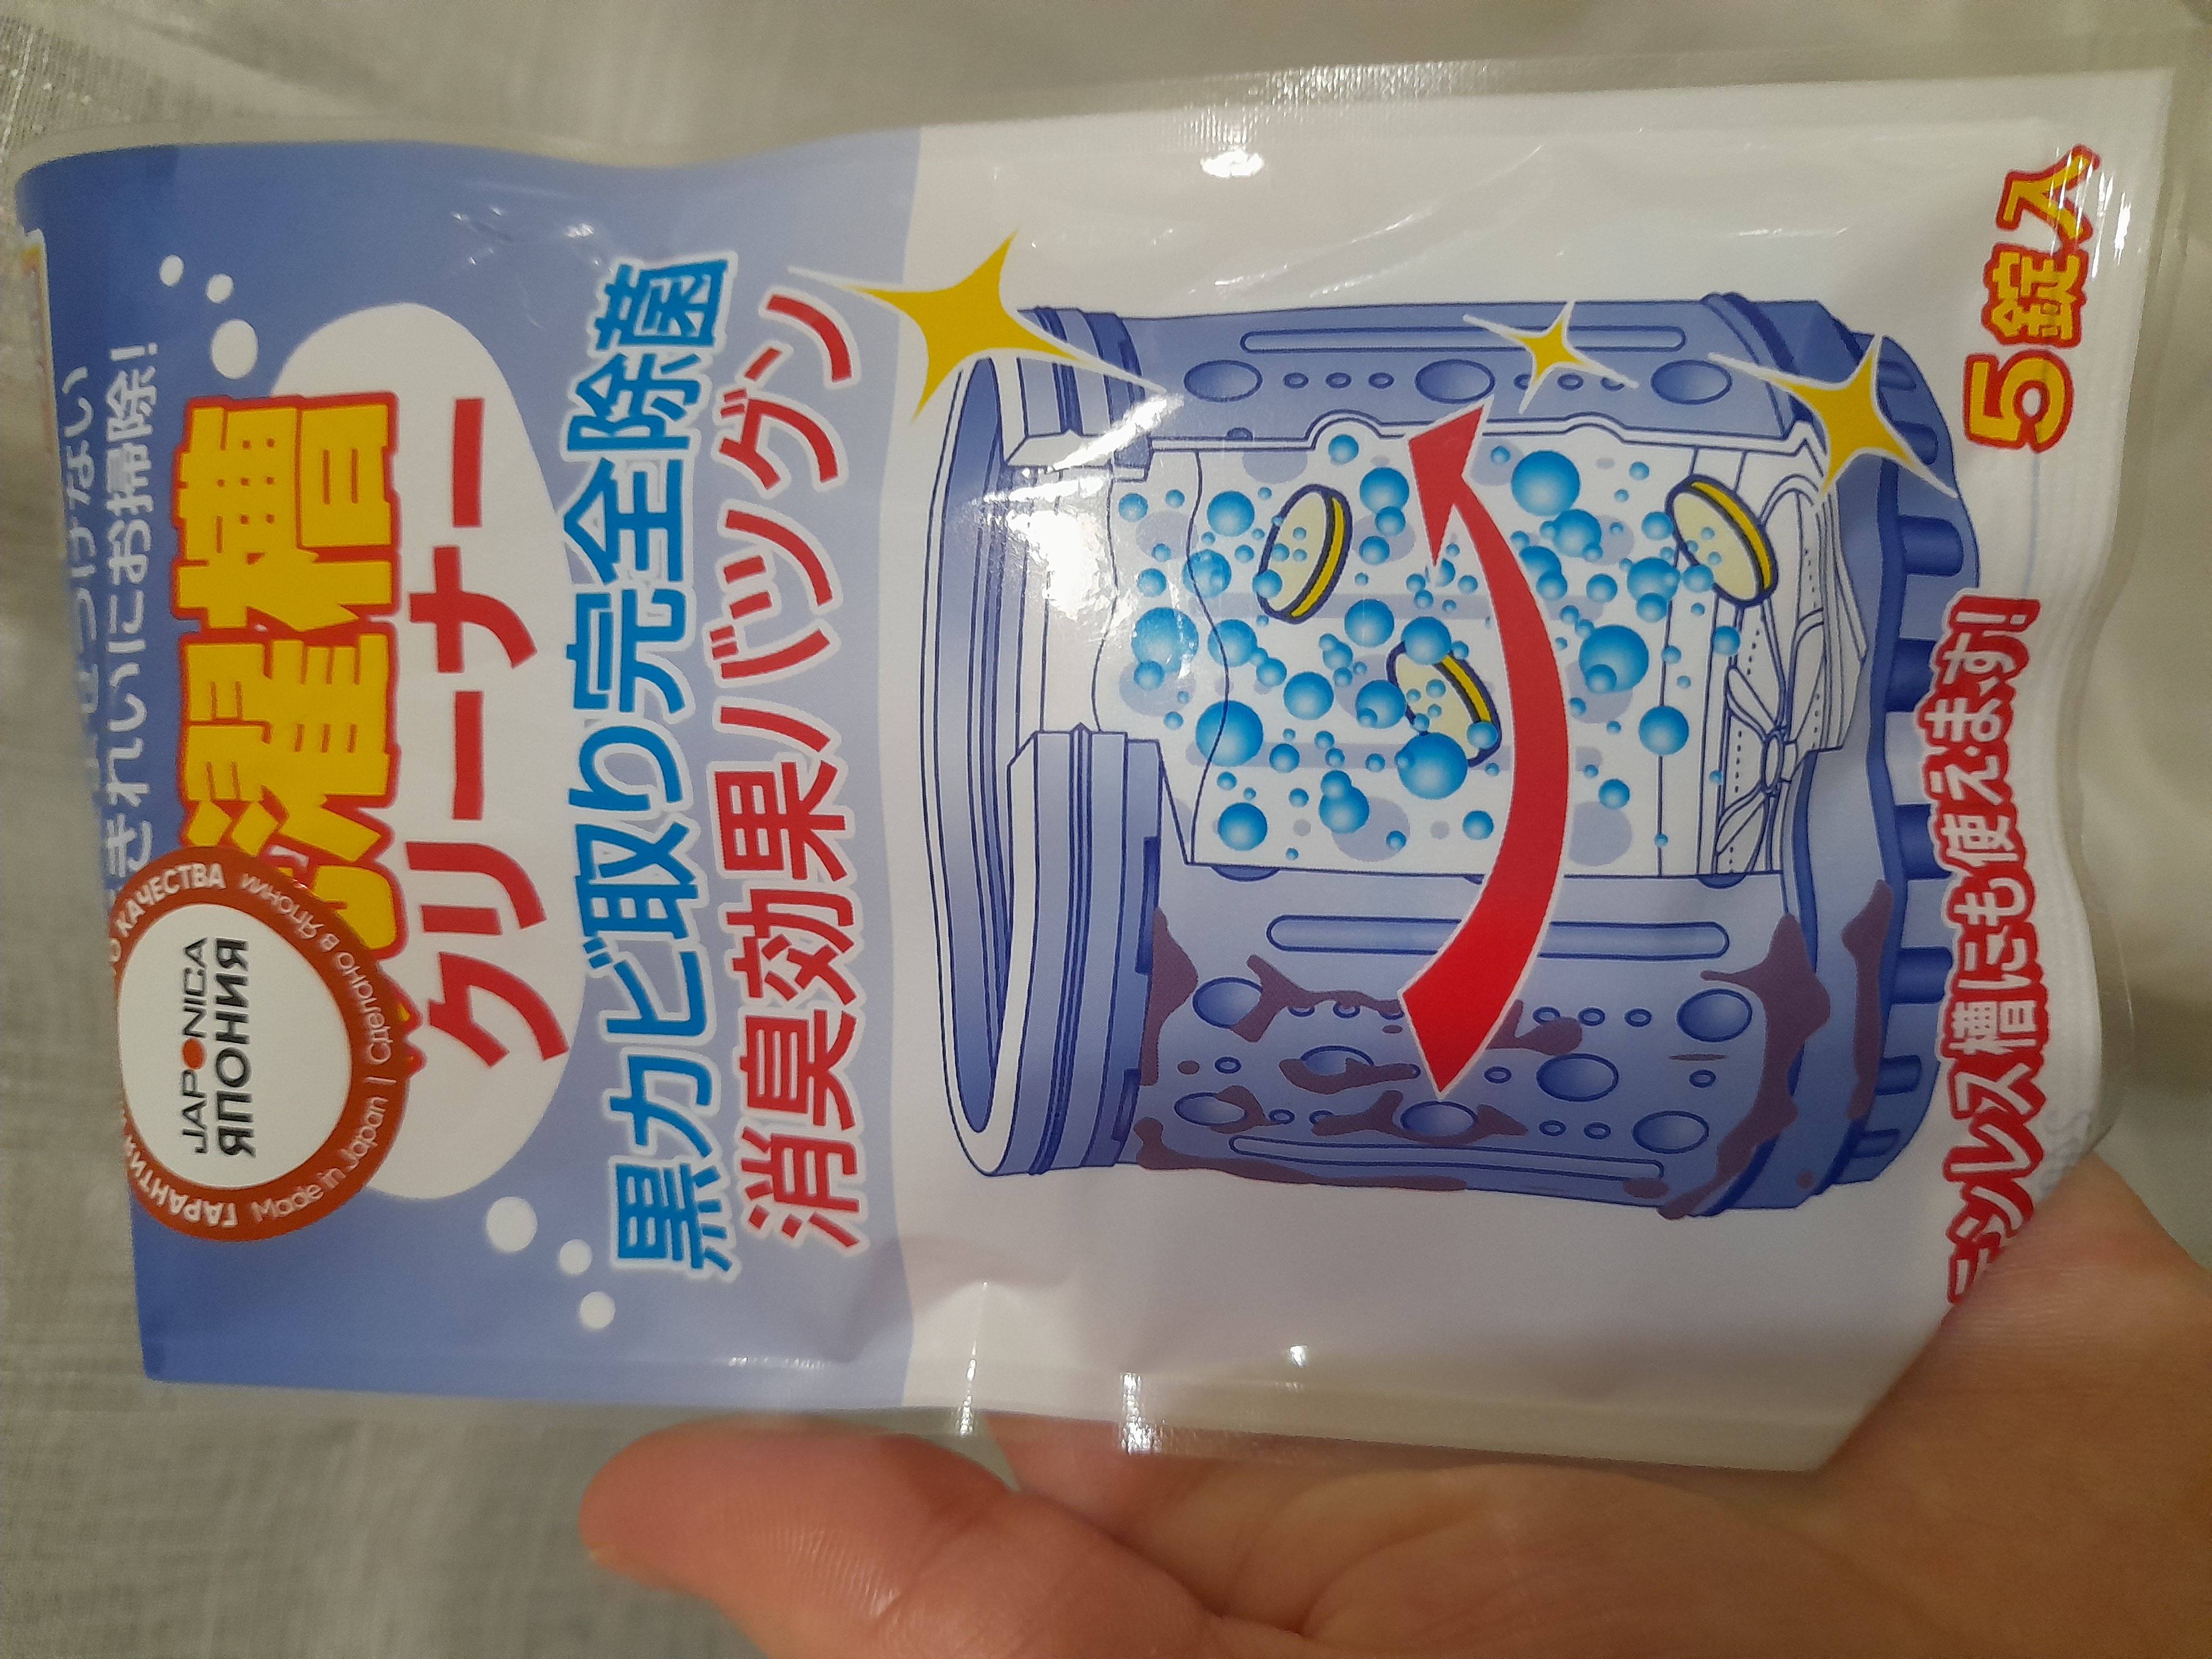 きれいにお掃除!
濯槽
クリーナー
黒カビ取り完全除菌
消臭効果バツグン
КАЧЕСТВА
ГАРАНТИЯ
JAPONICA
ЯПОНИЯ
Made in Japan | Сделано в Японии
ステンレス槽にも使えます!
5錠入